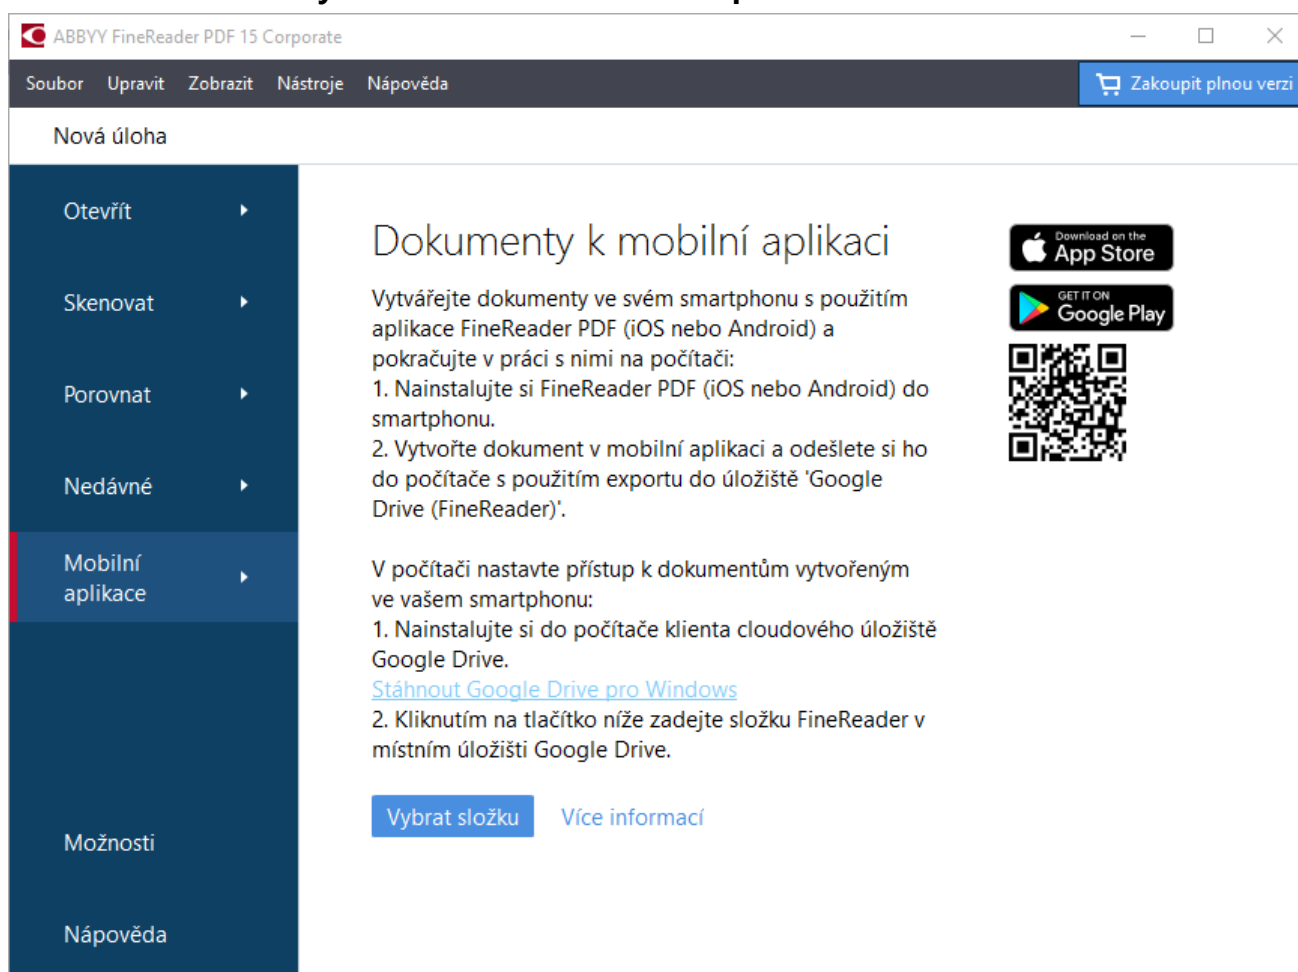 ABBYY FineReader PDF 15 Corporate
Soubor Upravit Zobrazit Nástroje Nápověda
Zakoupit plnou verzi
Nová úloha
Otevřít
Skenovat
Porovnat
Nedávné
Mobilní
aplikace
Možnosti
Nápověda
Dokumenty k mobilní aplikaci
Vytvářejte dokumenty ve svém smartphonu s použitím
aplikace FineReader PDF (iOS nebo Android) a
pokračujte v práci s nimi na počítači:
1. Nainstalujte si FineReader PDF (iOS nebo Android) do
smartphonu.
2. Vytvořte dokument v mobilní aplikaci a odešlete si ho
do počítače s použitím exportu do úložiště 'Google
Drive (FineReader)'.
V počítači nastavte přístup k dokumentům vytvořeným
ve vašem smartphonu:
1. Nainstalujte si do počítače klienta cloudového úložiště
Google Drive.
Stáhnout Google Drive pro Windows
2. Kliknutím na tlačítko níže zadejte složku FineReader v
místním úložišti Google Drive.
Vybrat složku
Více informací
Download on the
App Store
GET IT ON
Google Play